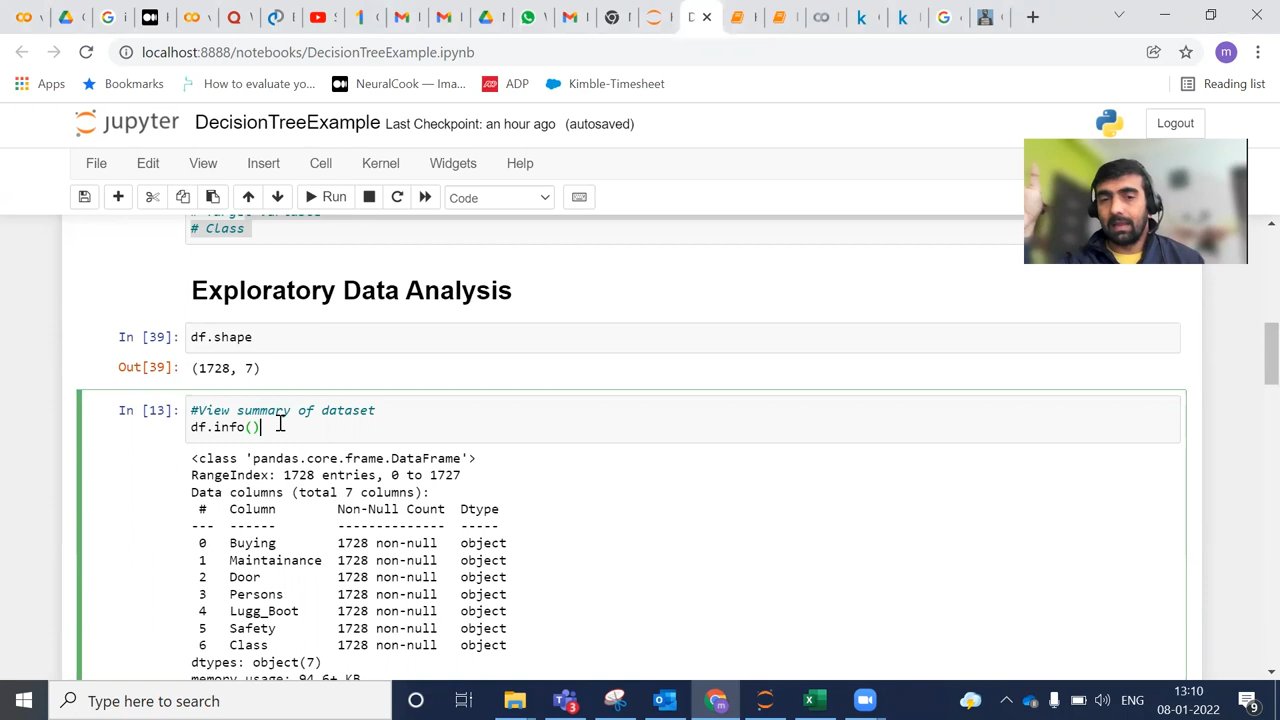 localhost:8888/notebooks/DecisionTreeExample.ipynb
m
Apps
Bookmarks
How to evaluate yo...
NeuralCook — Ima...
ADP
Kimble-Timesheet
Reading list
jupyter
DecisionTreeExample Last Checkpoint: an hour ago (autosaved)
Logout
File Edit View Insert Cell Kernel Widgets Help
Run
Code
# Class
Exploratory Data Analysis
In [39]: df.shape
Out[39]: (1728, 7)
In [13]: #View summary of dataset
df.info()
<class 'pandas.core.frame.DataFrame'>
RangeIndex: 1728 entries, 0 to 1727
Data columns (total 7 columns):
# Column Non-Null Count Dtype
--- ------ -------------- -----
0 Buying 1728 non-null object
1 Maintainance 1728 non-null object
2 Door 1728 non-null object
3 Persons 1728 non-null object
4 Lugg_Boot 1728 non-null object
5 Safety 1728 non-null object
6 Class 1728 non-null object
dtypes: object(7)
memory usage: 94.6+ KB
Type here to search
ENG
13:10
08-01-2022